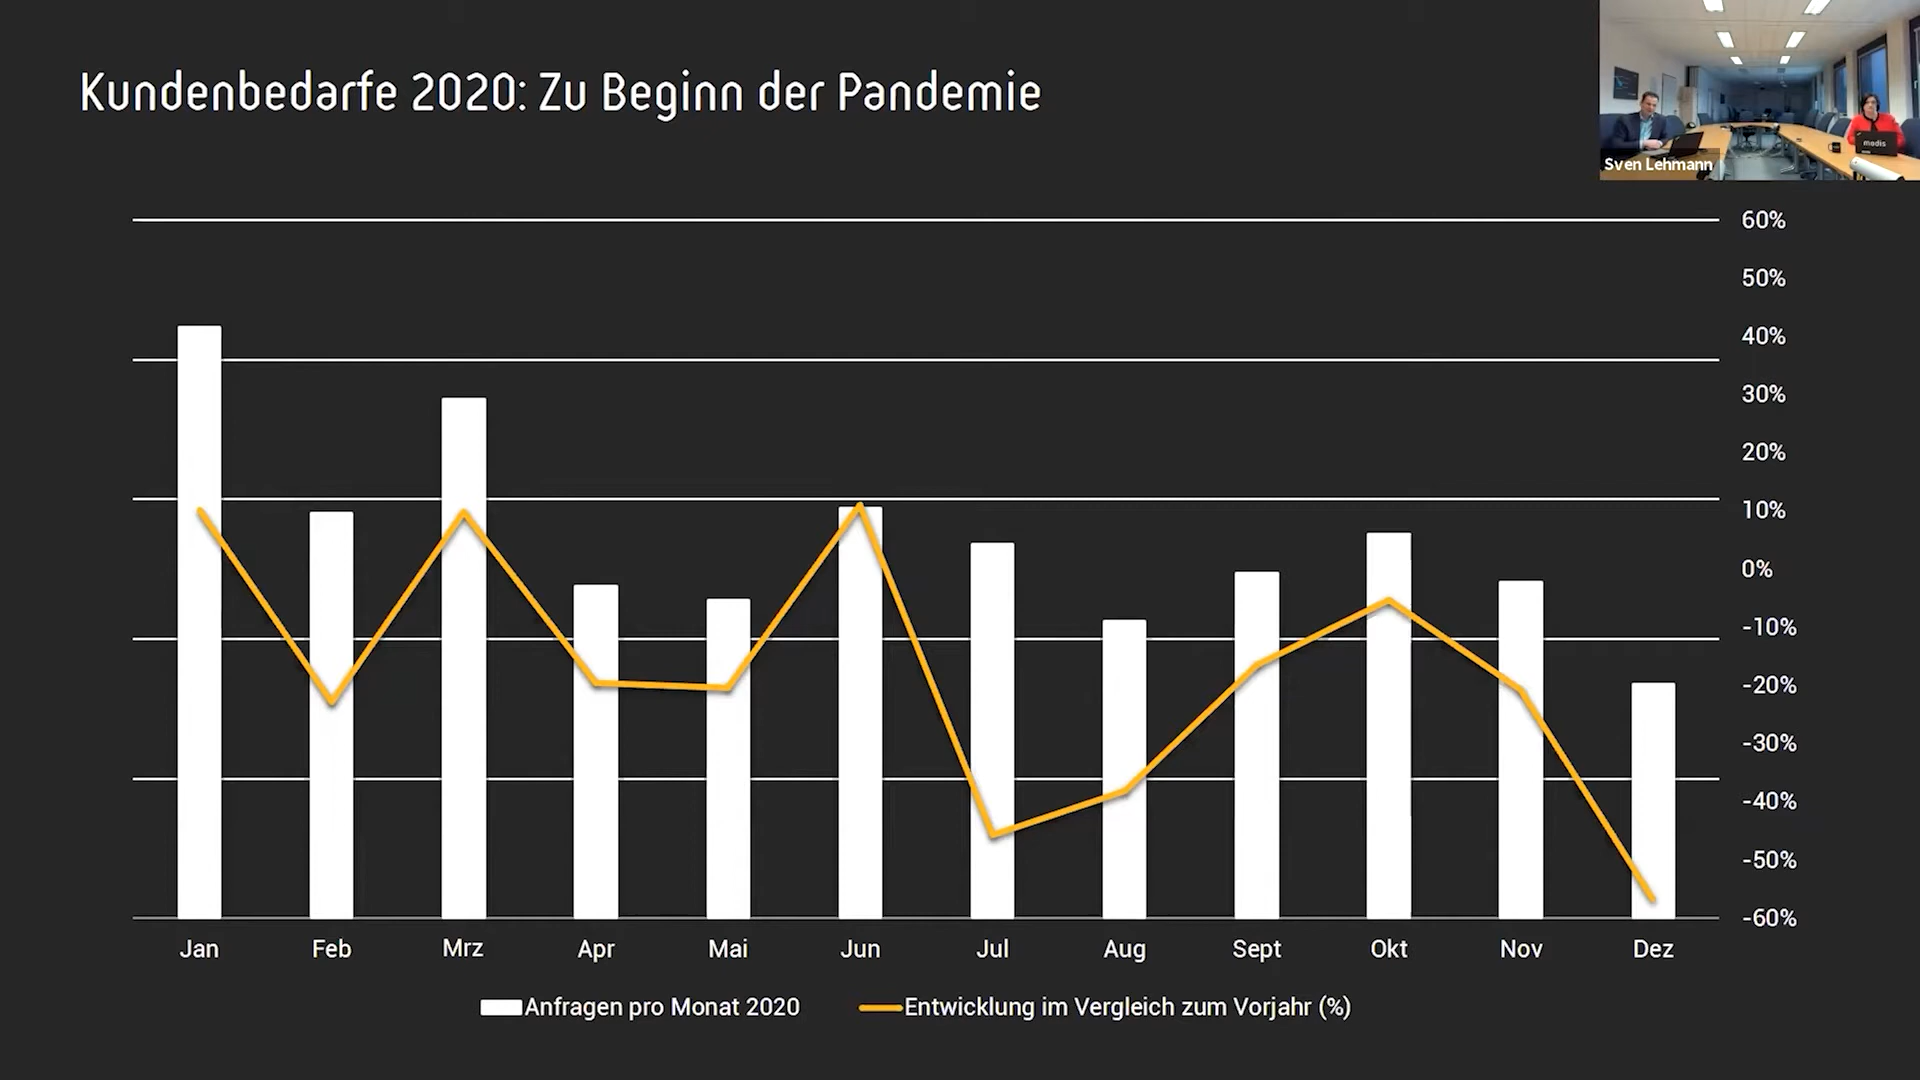 Kundenbedarfe 2020: Zu Beginn der Pandemie
modis
Sven Lehmann
60%
50%
40%
30%
20%
10%
0%
-10%
-20%
-30%
-40%
-50%
-60%
Jan Feb Mrz Apr Mai Jun Jul Aug Sept Okt Nov Dez
Anfragen pro Monat 2020 Entwicklung im Vergleich zum Vorjahr (%)